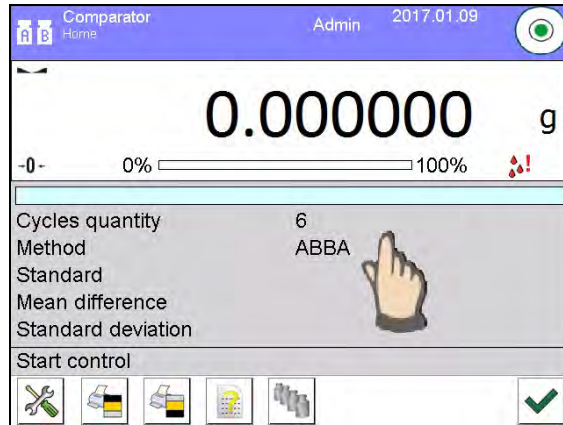 Comparator Admin 2017.01.09
A B Home
0.000000 g
-0- 0% 100% !
Cycles quantity 6
Method ABBA
Standard
Mean difference
Standard deviation
Start control
?